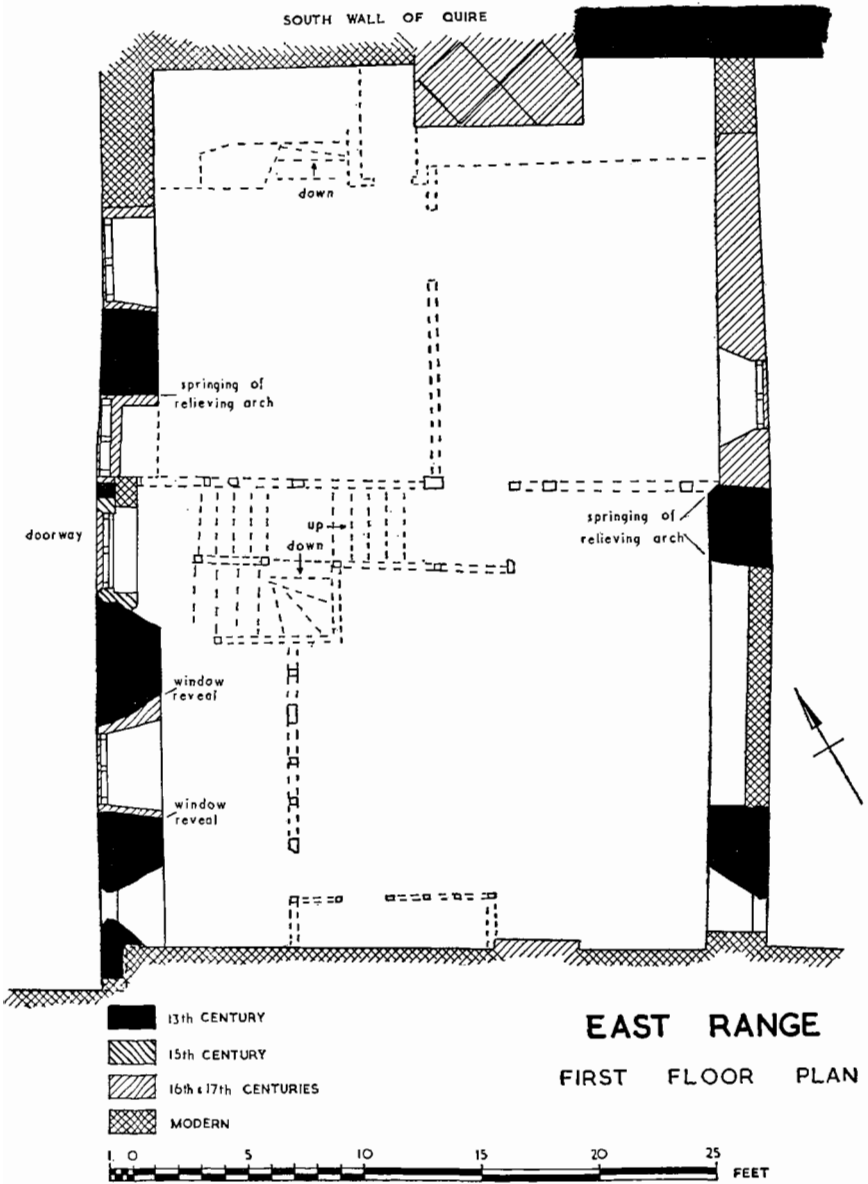 SOUTH WALL OF QUIRE
down
springing of
relieving arch
up
down
doorway
springing of
relieving arch
window
reveal
window
reveal
13th CENTURY
15th CENTURY
16th & 17th CENTURIES
MODERN
EAST RANGE
FIRST FLOOR PLAN
1. 0 5 10 15 20 25
FEET